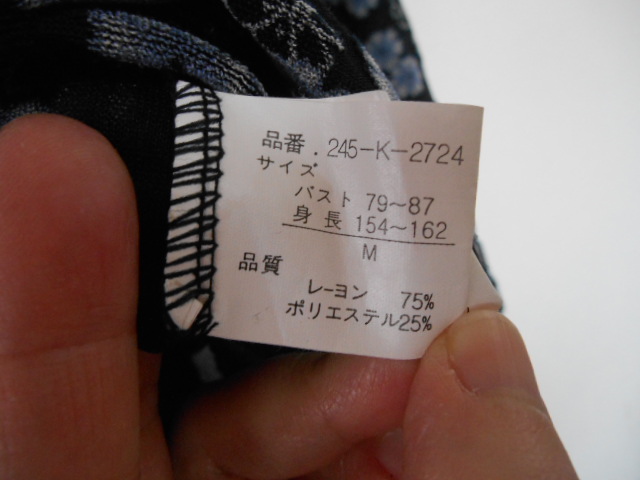 品番. 245-K-2724
サイズ
バスト 79~87
身長 154~162
M
品質
レーヨン 75%
ポリエステル25%